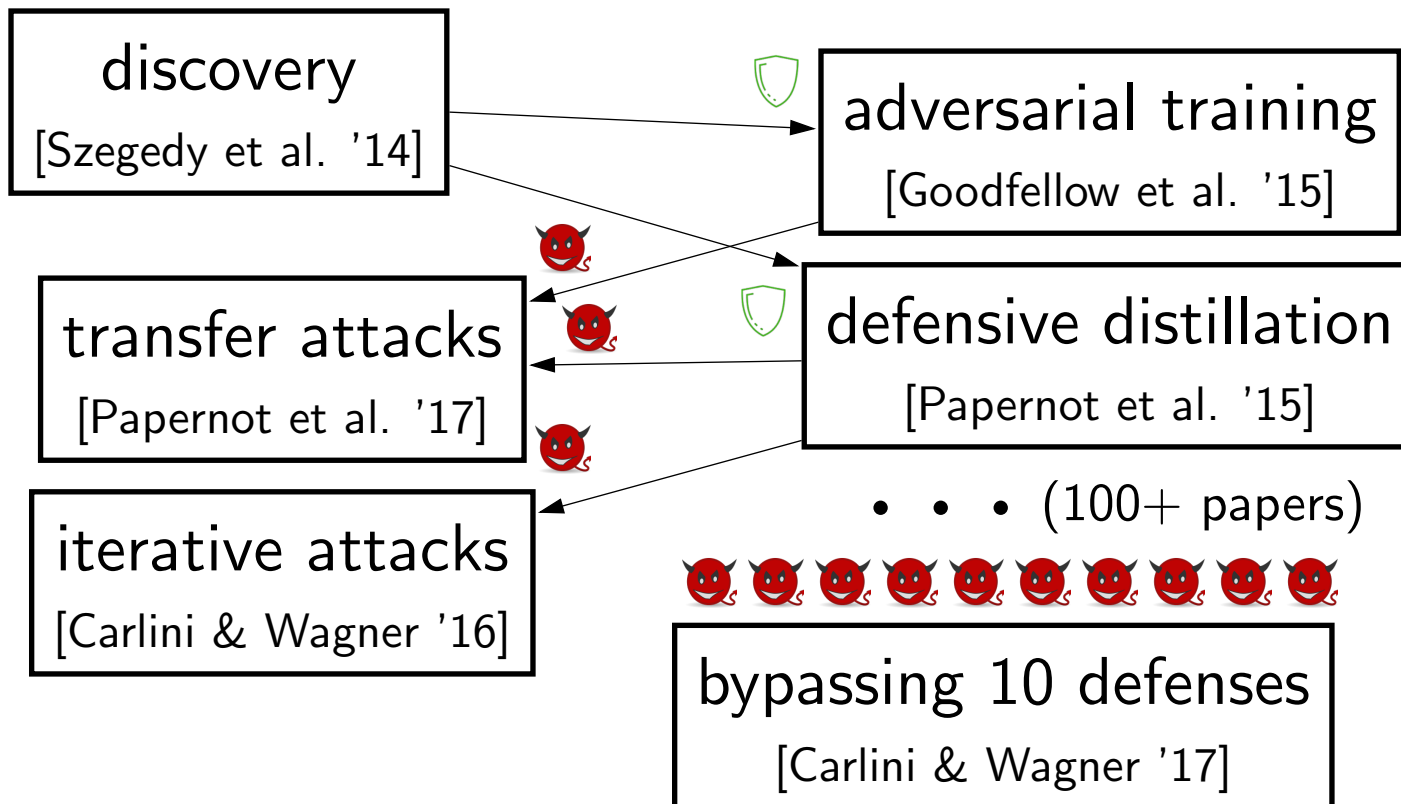 discovery
[Szegedy et al. '14]
adversarial training
[Goodfellow et al. '15]
transfer attacks
[Papernot et al. '17]
defensive distillation
[Papernot et al. '15]
iterative attacks
[Carlini & Wagner '16]
• • • (100+ papers)
bypassing 10 defenses
[Carlini & Wagner '17]